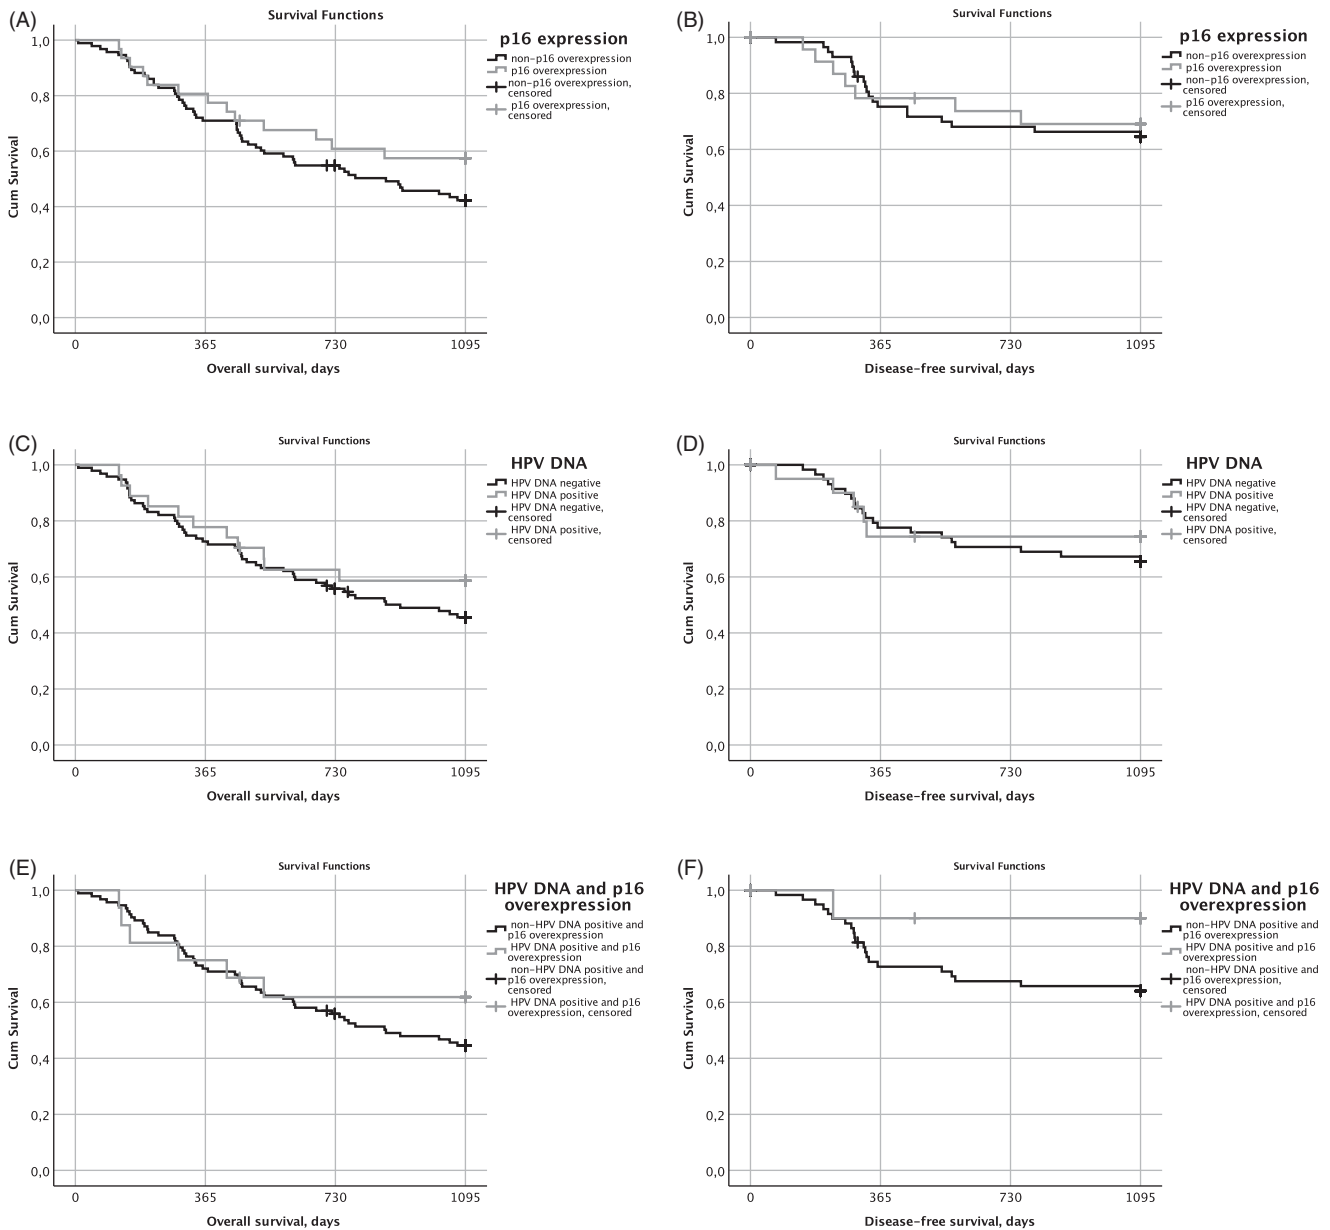 (A)
Survival Functions
1,0
0,8
0,6
0,4
0,2
0,0
Cum Survival
0
365
730
1095
Overall survival, days
p16 expression
non-p16 overexpression
p16 overexpression
non-p16 overexpression,
censored
p16 overexpression,
censored
(B)
Survival Functions
1,0
0,8
0,6
0,4
0,2
0,0
Cum Survival
0
365
730
1095
Disease-free survival, days
p16 expression
non-p16 overexpression
p16 overexpression
non-p16 overexpression,
censored
p16 overexpression,
censored
(C)
Survival Functions
1,0
0,8
0,6
0,4
0,2
0,0
Cum Survival
0
365
730
1095
Overall survival, days
HPV DNA
HPV DNA negative
HPV DNA positive
HPV DNA negative,
censored
HPV DNA positive,
censored
(D)
Survival Functions
1,0
0,8
0,6
0,4
0,2
0,0
Cum Survival
0
365
730
1095
Disease-free survival, days
HPV DNA
HPV DNA negative
HPV DNA positive
HPV DNA negative,
censored
HPV DNA positive,
censored
(E)
Survival Functions
1,0
0,8
0,6
0,4
0,2
0,0
Cum Survival
0
365
730
1095
Overall survival, days
HPV DNA and p16
overexpression
non-HPV DNA positive and
p16 overexpression
HPV DNA positive and p16
overexpression
non-HPV DNA positive and
p16 overexpression,
censored
HPV DNA positive and p16
overexpression, censored
(F)
Survival Functions
1,0
0,8
0,6
0,4
0,2
0,0
Cum Survival
0
365
730
1095
Disease-free survival, days
HPV DNA and p16
overexpression
non-HPV DNA positive and
p16 overexpression
HPV DNA positive and p16
overexpression
non-HPV DNA positive and
p16 overexpression,
censored
HPV DNA positive and p16
overexpression, censored